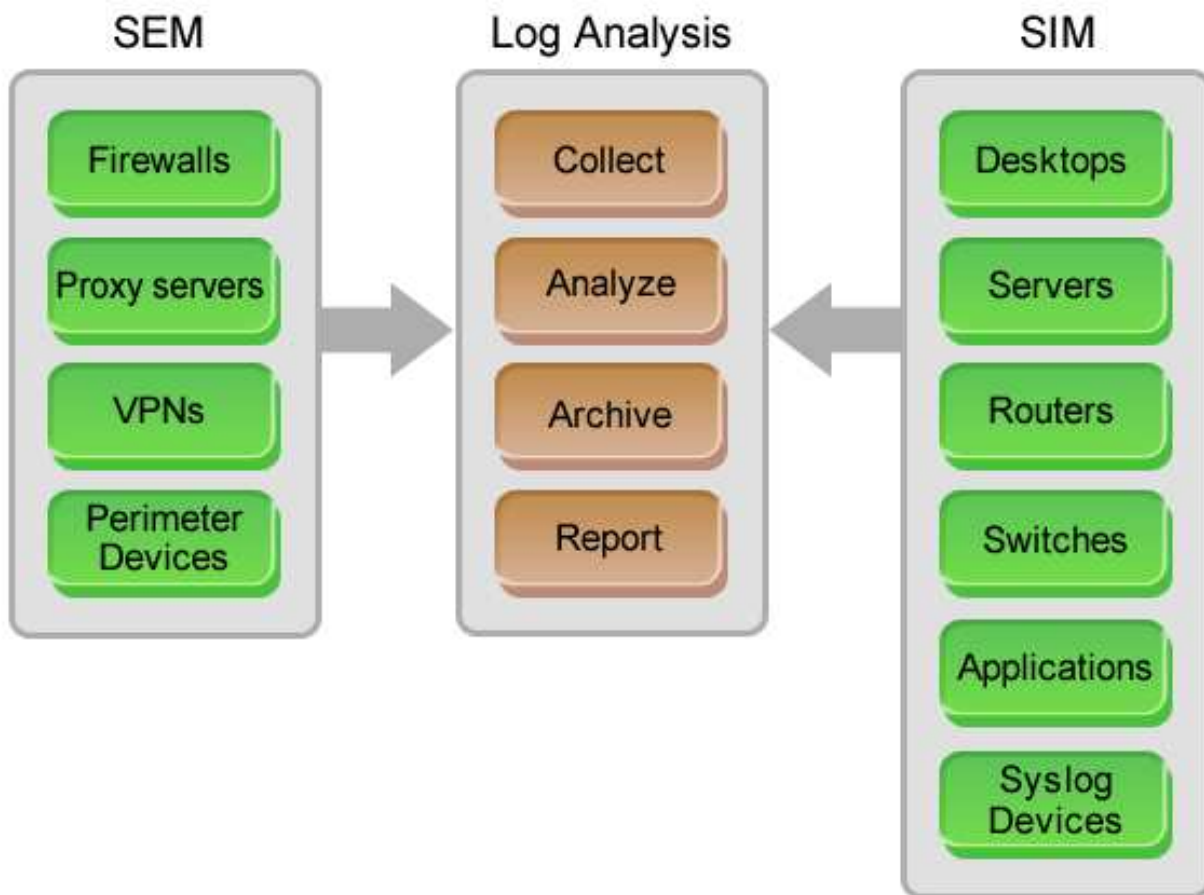 SEM
Firewalls
Proxy servers
VPNs
Perimeter
Devices
Log Analysis
Collect
Analyze
Archive
Report
SIM
Desktops
Servers
Routers
Switches
Applications
Syslog
Devices